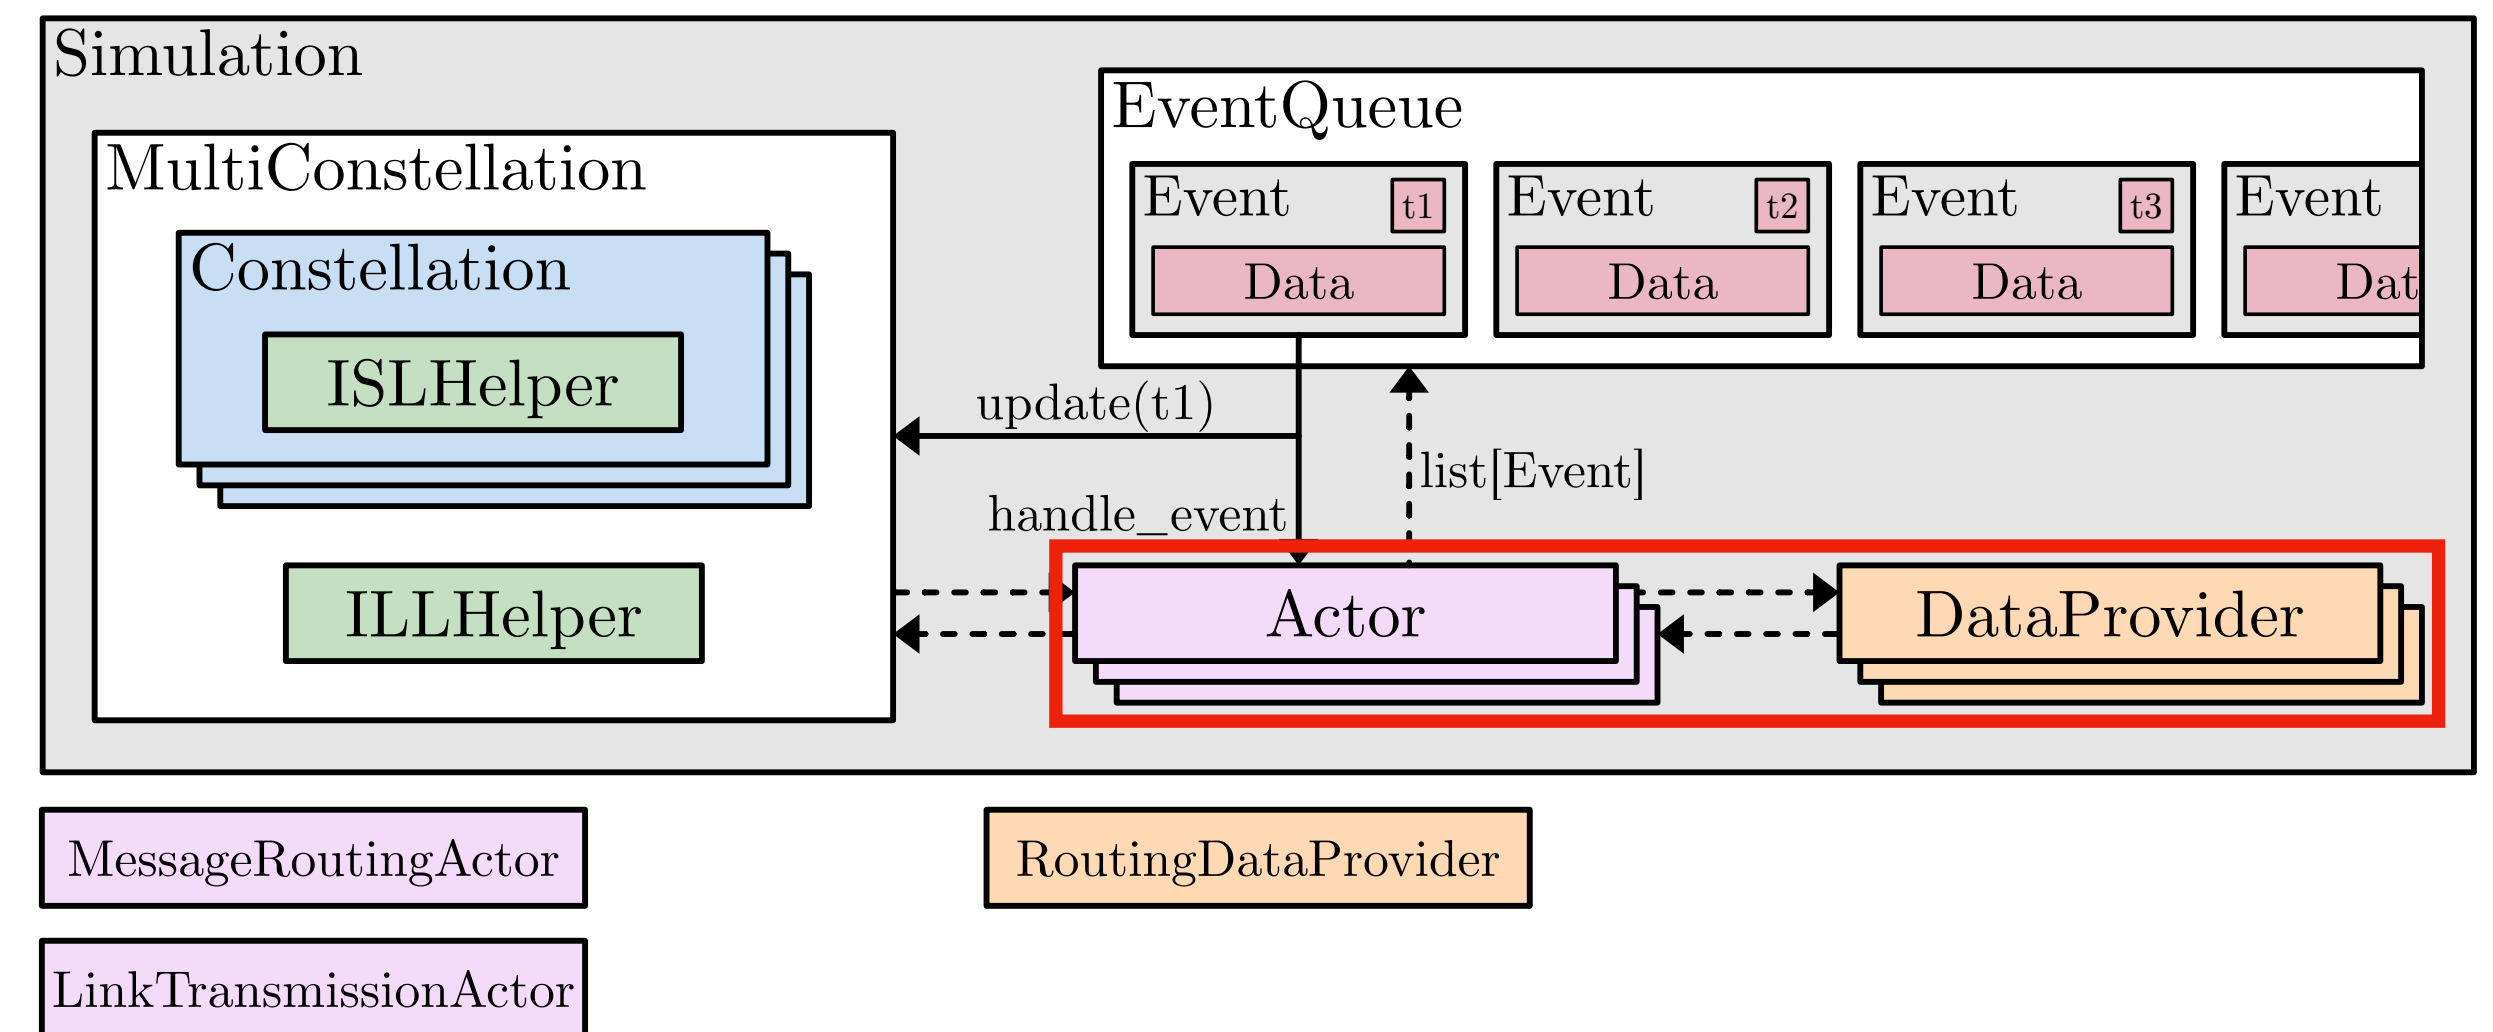 Simulation
MultiConstellation
Constellation
ISLHelper
ILLHelper
EventQueue
Event
t1
Data
Event
t2
Data
Event
t3
Data
Event
update(t1)
list[Event]
handle_event
Actor
DataProvider
MessageRoutingActor
RoutingDataProvider
LinkTransmissionActor